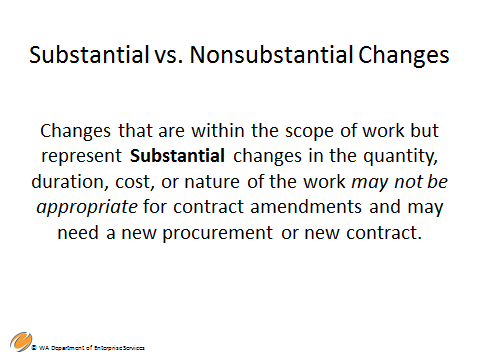 Substantial vs. Nonsubstantial Changes
Changes that are within the scope of work but
represent Substantial changes in the quantity,
duration, cost, or nature of the work may not be
appropriate for contract amendments and may
need a new procurement or new contract.
© WA Department of Enterprise Services